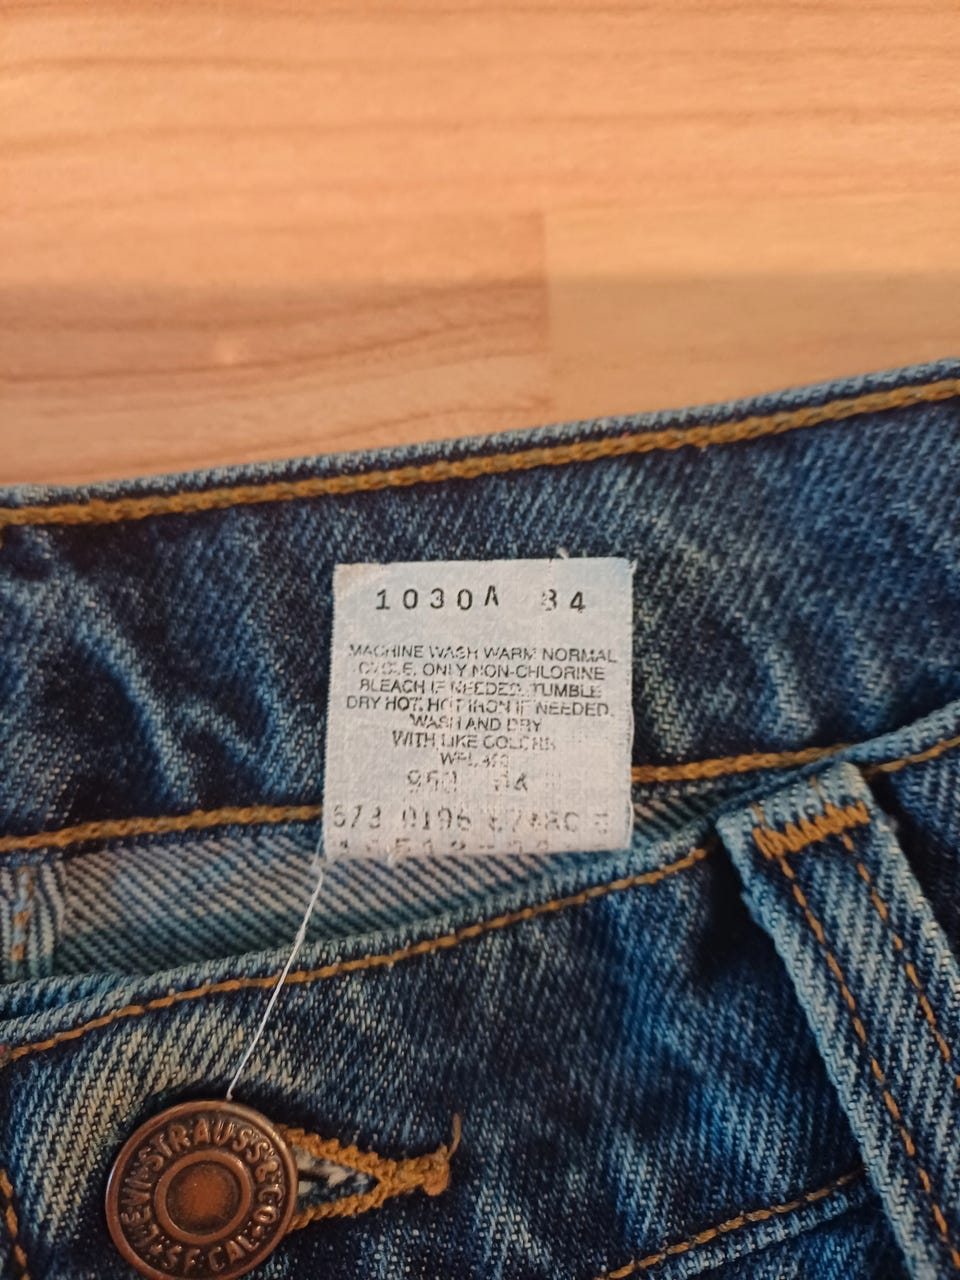 1030A 34
MACHINE WASH WARM NORMAL
CYCLE, ONLY NON-CHLORINE
BLEACH IF NEEDED. TUMBLE
DRY HOT. HOT IRON IF NEEDED.
WASH AND DRY
WITH LIKE COLORS
0196
LEVI STRAUSS & CO.
S.F. CAL.